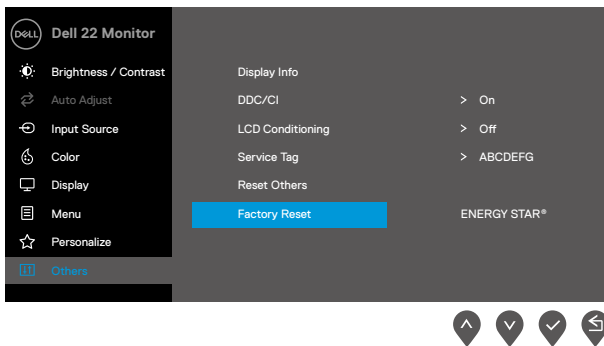 DELL Dell 22 Monitor
Brightness / Contrast Display Info
Auto Adjust DDC/CI > On
Input Source LCD Conditioning > Off
Color Service Tag > ABCDEFG
Display Reset Others
Menu Factory Reset ENERGY STAR®
Personalize
Others